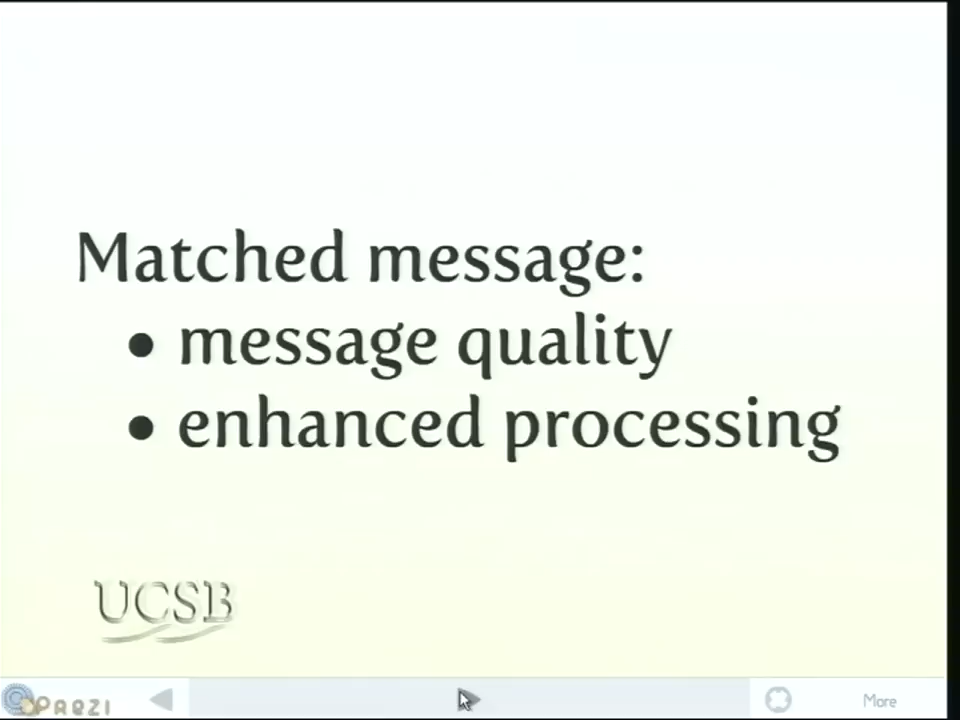 Matched message:
• message quality
• enhanced processing
UCSB
PREZI
More